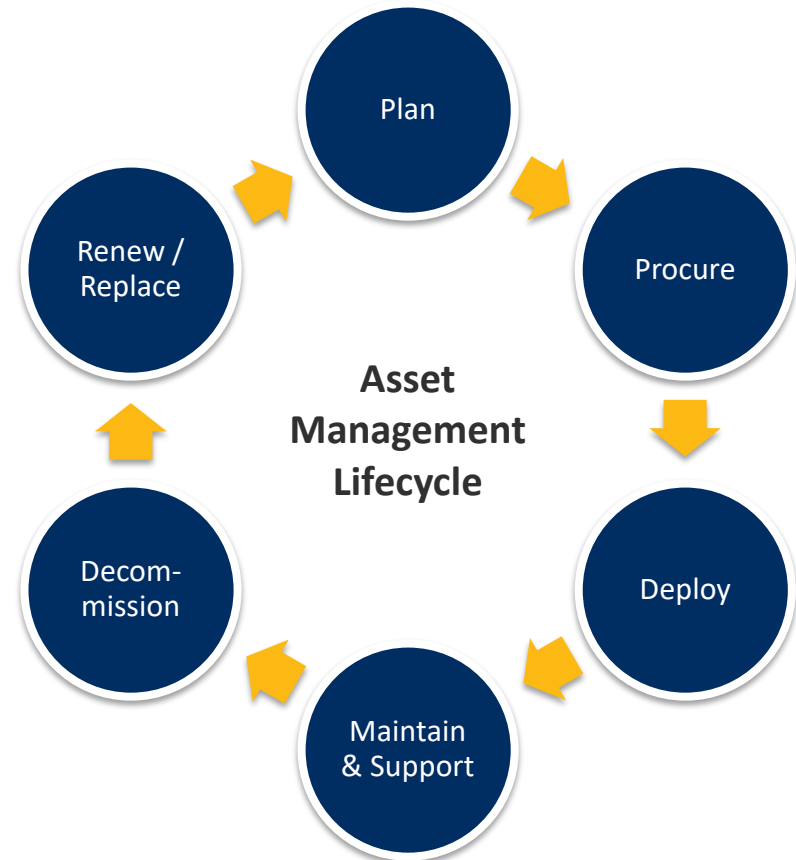 Plan
Procure
Deploy
Maintain
& Support
Decom-
mission
Renew /
Replace
Asset
Management
Lifecycle